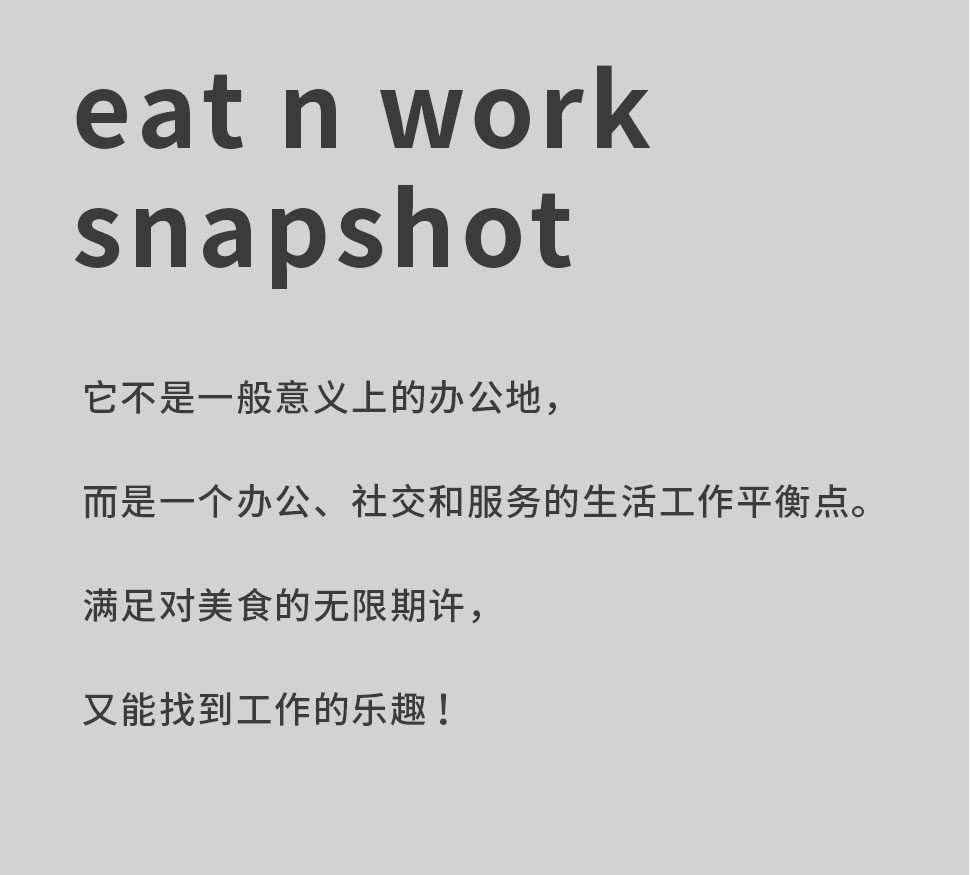 eat n work
snapshot
它不是一般意义上的办公地，
而是一个办公、社交和服务的生活工作平衡点。
满足对美食的无限期许，
又能找到工作的乐趣！